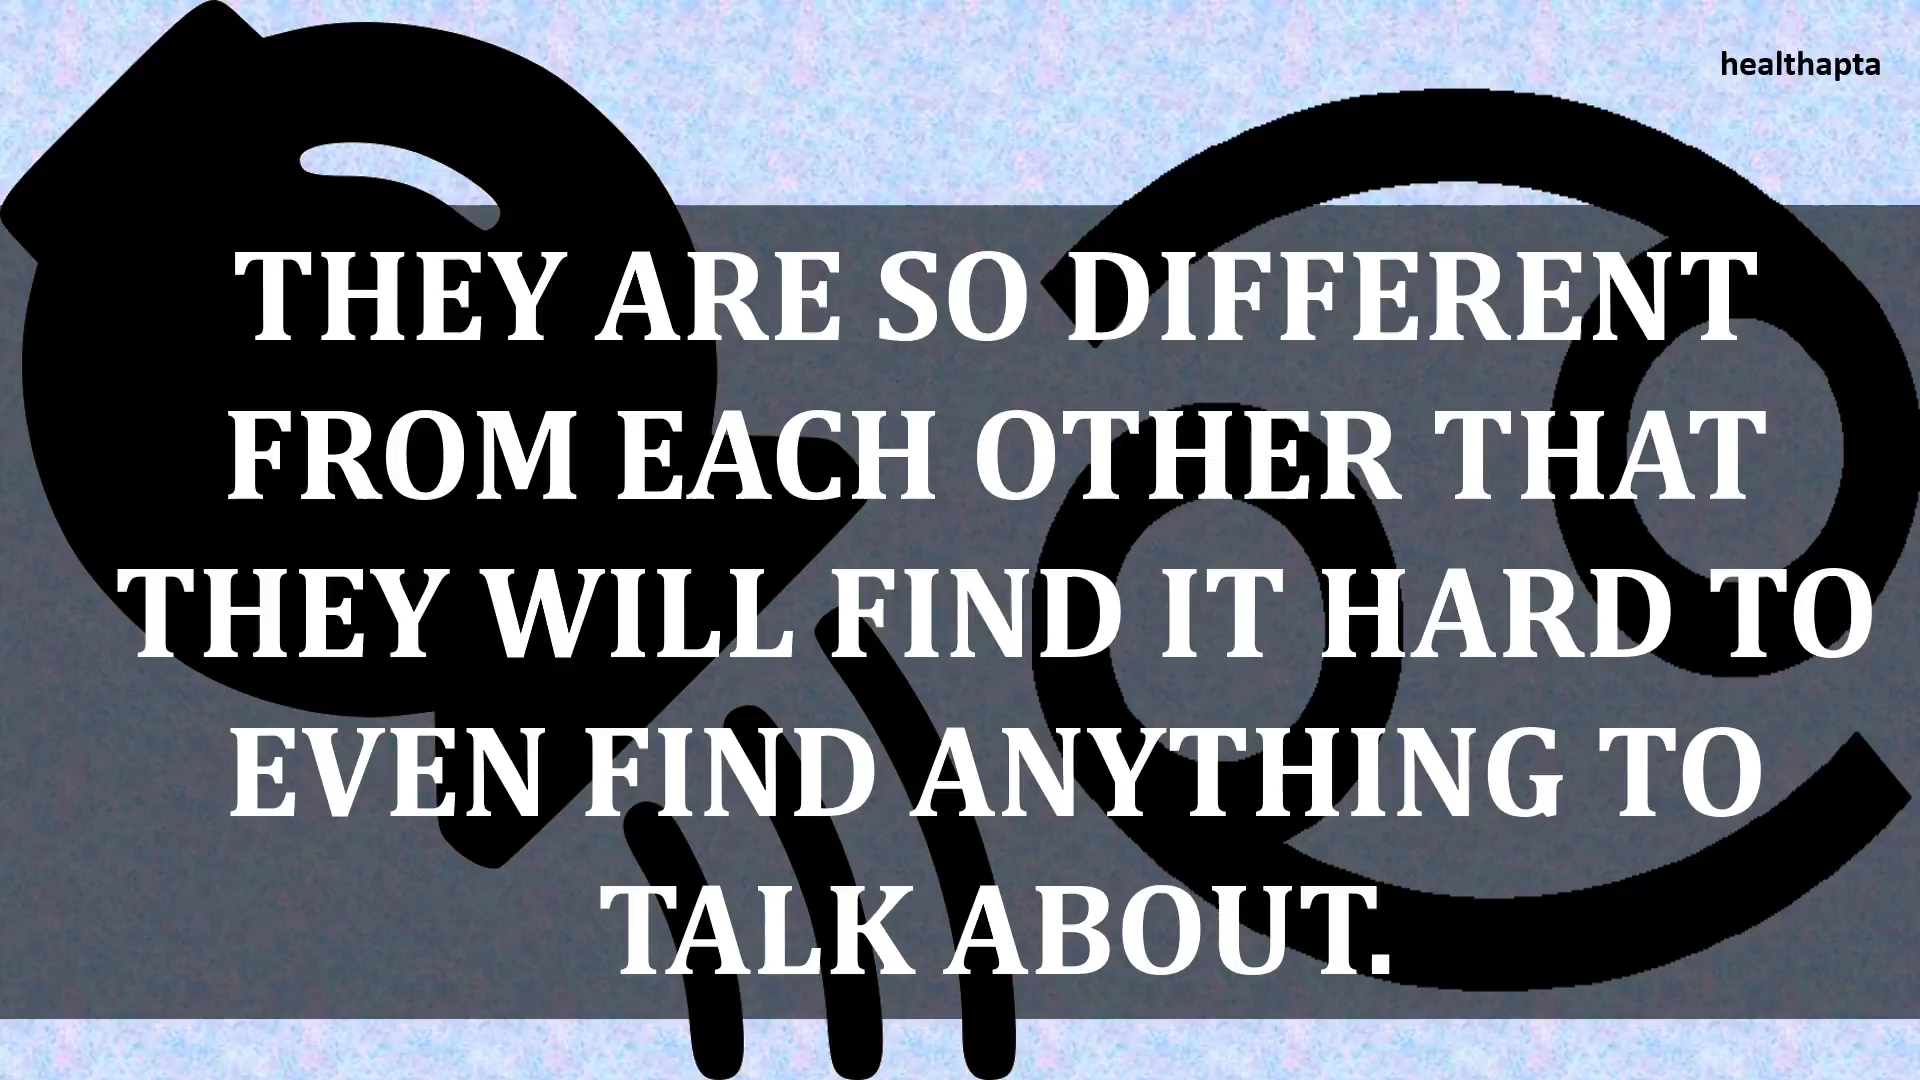 healthapta
THEY ARE SO DIFFERENT
FROM EACH OTHER THAT
THEY WILL FIND IT HARD TO
EVEN FIND ANYTHING TO
TALK ABOUT.